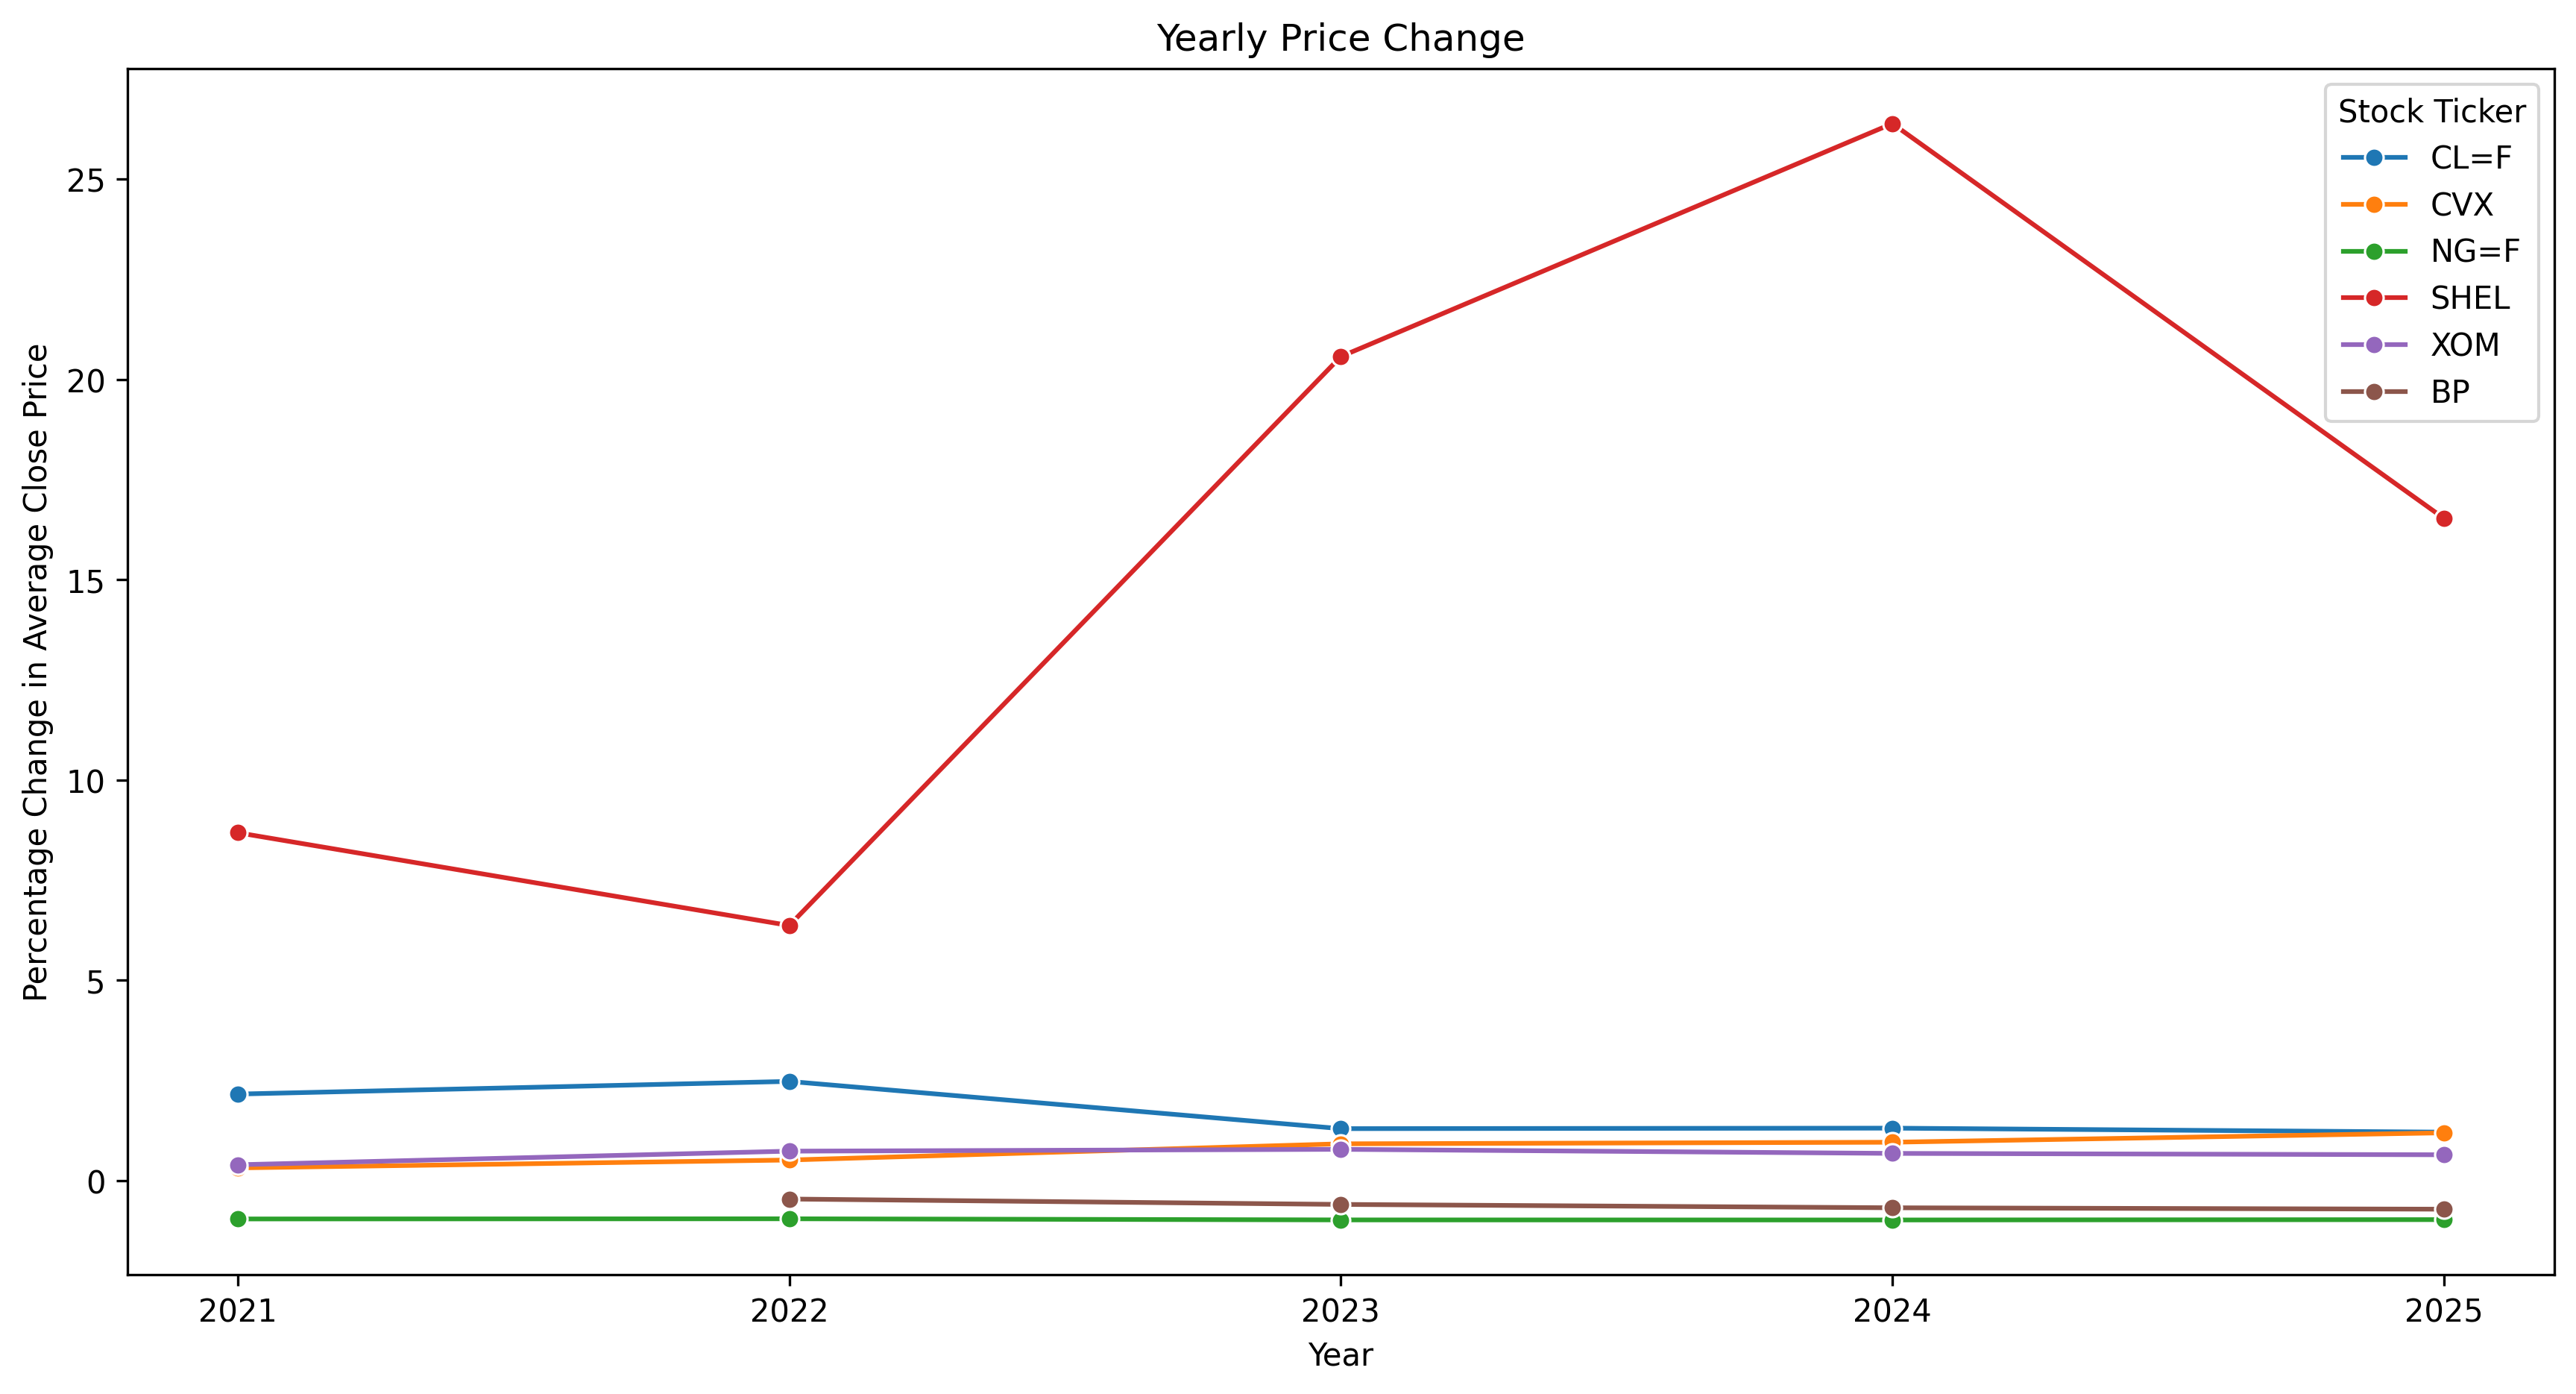 Yearly Price Change
Percentage Change in Average Close Price
25
20
15
10
5
0
Stock Ticker
CL=F
CVX
NG=F
SHEL
XOM
BP
2021 2022 2023 2024 2025
Year